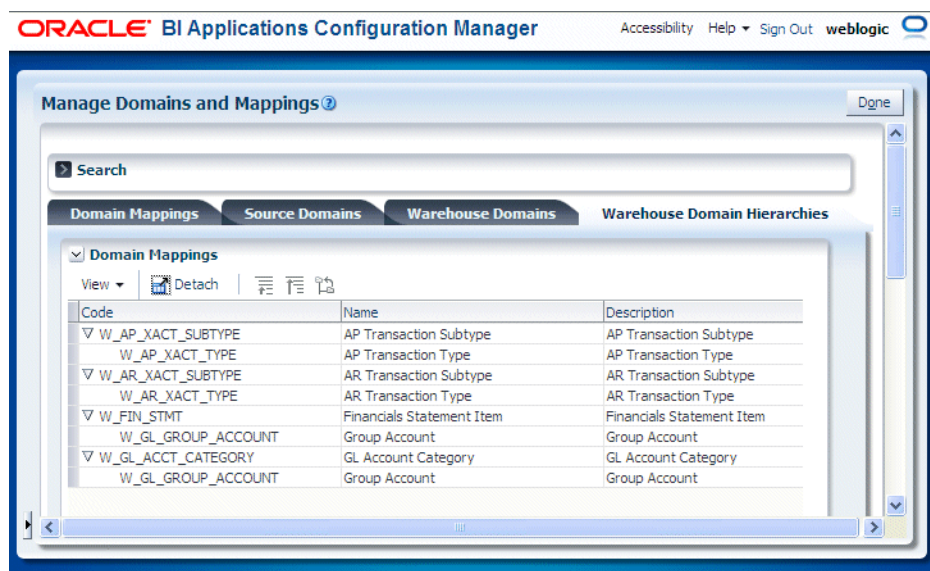 ORACLE BI Applications Configuration Manager Accessibility Help Sign Out weblogic
Manage Domains and Mappings ? Done
Search
Domain Mappings Source Domains Warehouse Domains Warehouse Domain Hierarchies
Domain Mappings
View Detach
Code Name Description
W_AP_XACT_SUBTYPE AP Transaction Subtype AP Transaction Subtype
W_AP_XACT_TYPE AP Transaction Type AP Transaction Type
W_AR_XACT_SUBTYPE AR Transaction Subtype AR Transaction Subtype
W_AR_XACT_TYPE AR Transaction Type AR Transaction Type
W_FIN_STMT Financials Statement Item Financials Statement Item
W_GL_GROUP_ACCOUNT Group Account Group Account
W_GL_ACCT_CATEGORY GL Account Category GL Account Category
W_GL_GROUP_ACCOUNT Group Account Group Account